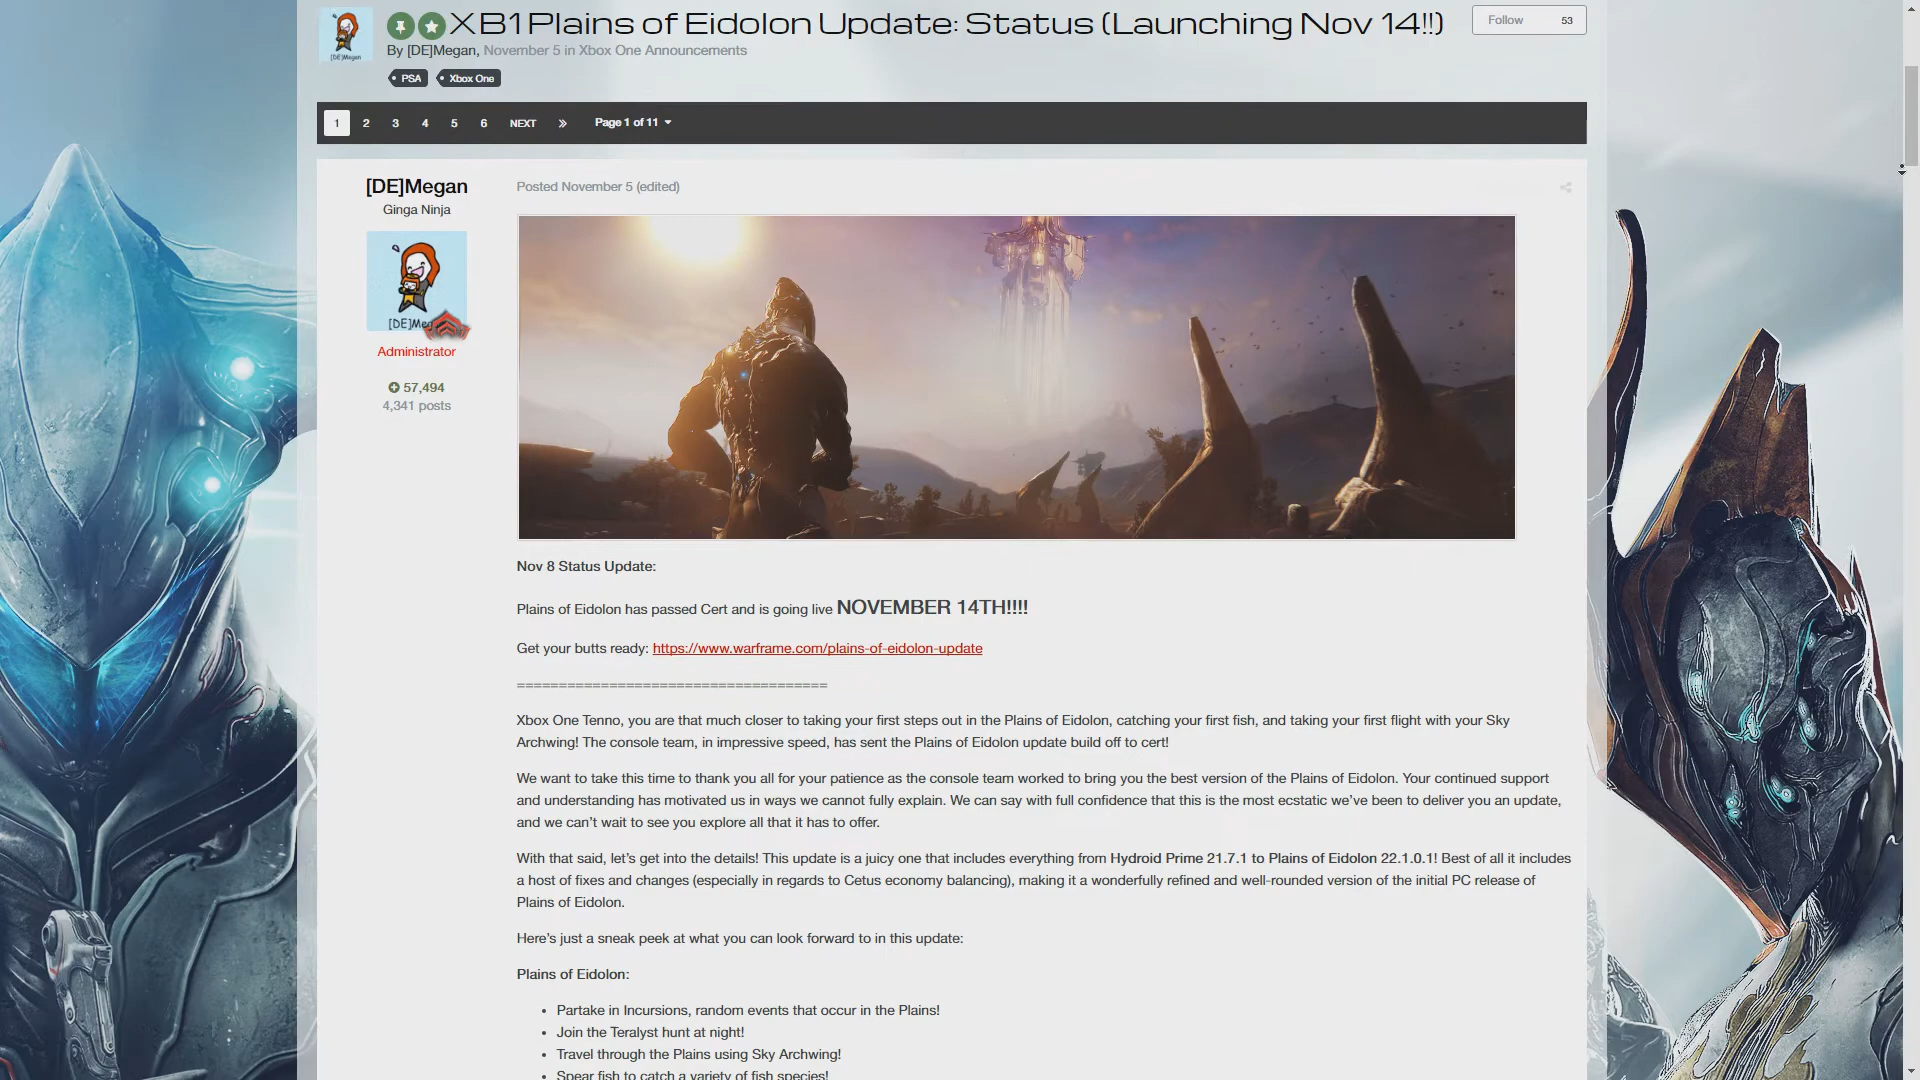 XB1 Plains of Eidolon Update: Status (Launching Nov 14!!)
Follow 53
By [DE]Megan, November 5 in Xbox One Announcements
[DE]Megan
PSA Xbox One
1 2 3 4 5 6 NEXT » Page 1 of 11
[DE]Megan
Posted November 5 (edited)
Ginga Ninja
[DE]Meg
Administrator
57,494
4,341 posts
Nov 8 Status Update:
Plains of Eidolon has passed Cert and is going live NOVEMBER 14TH!!!!
Get your butts ready: https://www.warframe.com/plains-of-eidolon-update
=====================================
Xbox One Tenno, you are that much closer to taking your first steps out in the Plains of Eidolon, catching your first fish, and taking your first flight with your Sky
Archwing! The console team, in impressive speed, has sent the Plains of Eidolon update build off to cert!
We want to take this time to thank you all for your patience as the console team worked to bring you the best version of the Plains of Eidolon. Your continued support
and understanding has motivated us in ways we cannot fully explain. We can say with full confidence that this is the most ecstatic we've been to deliver you an update,
and we can't wait to see you explore all that it has to offer.
With that said, let's get into the details! This update is a juicy one that includes everything from Hydroid Prime 21.7.1 to Plains of Eidolon 22.1.0.1! Best of all it includes
a host of fixes and changes (especially in regards to Cetus economy balancing), making it a wonderfully refined and well-rounded version of the initial PC release of
Plains of Eidolon.
Here's just a sneak peek at what you can look forward to in this update:
Plains of Eidolon:
• Partake in Incursions, random events that occur in the Plains!
• Join the Teralyst hunt at night!
• Travel through the Plains using Sky Archwing!
• Spear fish to catch a variety of fish species!